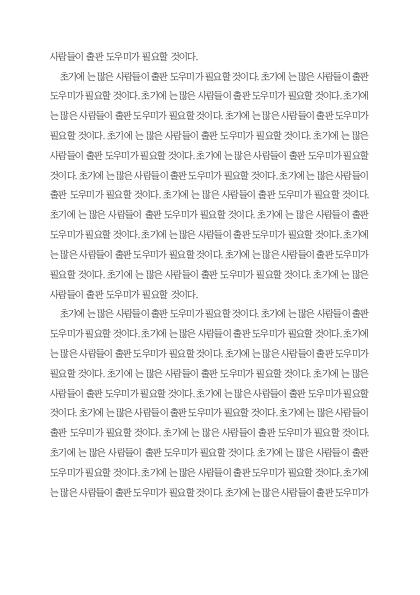 사람들이 출판 도우미가 필요할 것이다.
초기에 는 많은 사람들이 출판 도우미가 필요할 것이다. 초기에 는 많은 사람들이 출판
도우미가 필요할 것이다. 초기에 는 많은 사람들이 출판 도우미가 필요할 것이다. 초기에
는 많은 사람들이 출판 도우미가 필요할 것이다. 초기에 는 많은 사람들이 출판 도우미가
필요할 것이다. 초기에 는 많은 사람들이 출판 도우미가 필요할 것이다. 초기에 는 많은
사람들이 출판 도우미가 필요할 것이다. 초기에 는 많은 사람들이 출판 도우미가 필요할
것이다. 초기에 는 많은 사람들이 출판 도우미가 필요할 것이다. 초기에 는 많은 사람들이
출판 도우미가 필요할 것이다. 초기에 는 많은 사람들이 출판 도우미가 필요할 것이다.
초기에 는 많은 사람들이 출판 도우미가 필요할 것이다. 초기에 는 많은 사람들이 출판
도우미가 필요할 것이다. 초기에 는 많은 사람들이 출판 도우미가 필요할 것이다. 초기에
는 많은 사람들이 출판 도우미가 필요할 것이다. 초기에 는 많은 사람들이 출판 도우미가
필요할 것이다. 초기에 는 많은 사람들이 출판 도우미가 필요할 것이다. 초기에 는 많은
사람들이 출판 도우미가 필요할 것이다.
초기에 는 많은 사람들이 출판 도우미가 필요할 것이다. 초기에 는 많은 사람들이 출판
도우미가 필요할 것이다. 초기에 는 많은 사람들이 출판 도우미가 필요할 것이다. 초기에
는 많은 사람들이 출판 도우미가 필요할 것이다. 초기에 는 많은 사람들이 출판 도우미가
필요할 것이다. 초기에 는 많은 사람들이 출판 도우미가 필요할 것이다. 초기에 는 많은
사람들이 출판 도우미가 필요할 것이다. 초기에 는 많은 사람들이 출판 도우미가 필요할
것이다. 초기에 는 많은 사람들이 출판 도우미가 필요할 것이다. 초기에 는 많은 사람들이
출판 도우미가 필요할 것이다. 초기에 는 많은 사람들이 출판 도우미가 필요할 것이다.
초기에 는 많은 사람들이 출판 도우미가 필요할 것이다. 초기에 는 많은 사람들이 출판
도우미가 필요할 것이다. 초기에 는 많은 사람들이 출판 도우미가 필요할 것이다. 초기에
는 많은 사람들이 출판 도우미가 필요할 것이다. 초기에 는 많은 사람들이 출판 도우미가